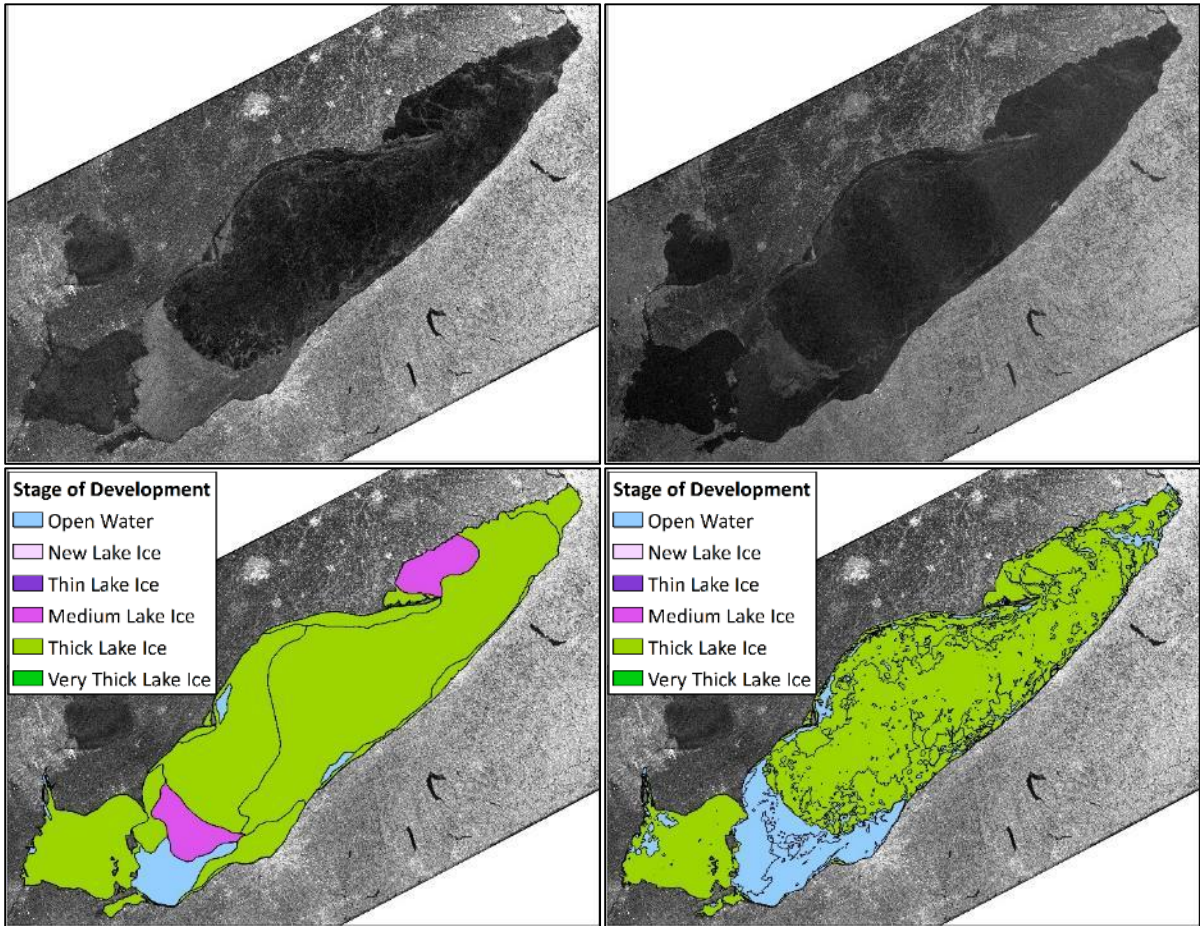 Stage of Development
Open Water
New Lake Ice
Thin Lake Ice
Medium Lake Ice
Thick Lake Ice
Very Thick Lake Ice
Stage of Development
Open Water
New Lake Ice
Thin Lake Ice
Medium Lake Ice
Thick Lake Ice
Very Thick Lake Ice